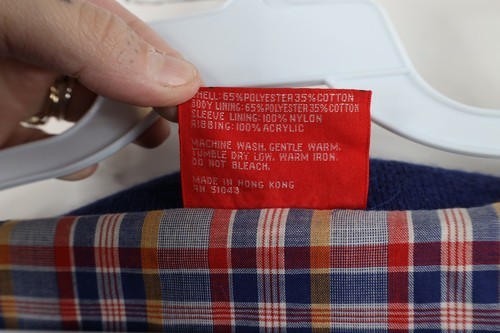 SHELL: 65% POLYESTER 35% COTTON
BODY LINING: 65% POLYESTER 35% COTTON
SLEEVE LINING: 100% NYLON
RIBBING: 100% ACRYLIC
MACHINE WASH. GENTLE WARM.
TUMBLE DRY LOW. WARM IRON.
DO NOT BLEACH.
MADE IN HONG KONG
RN 51043